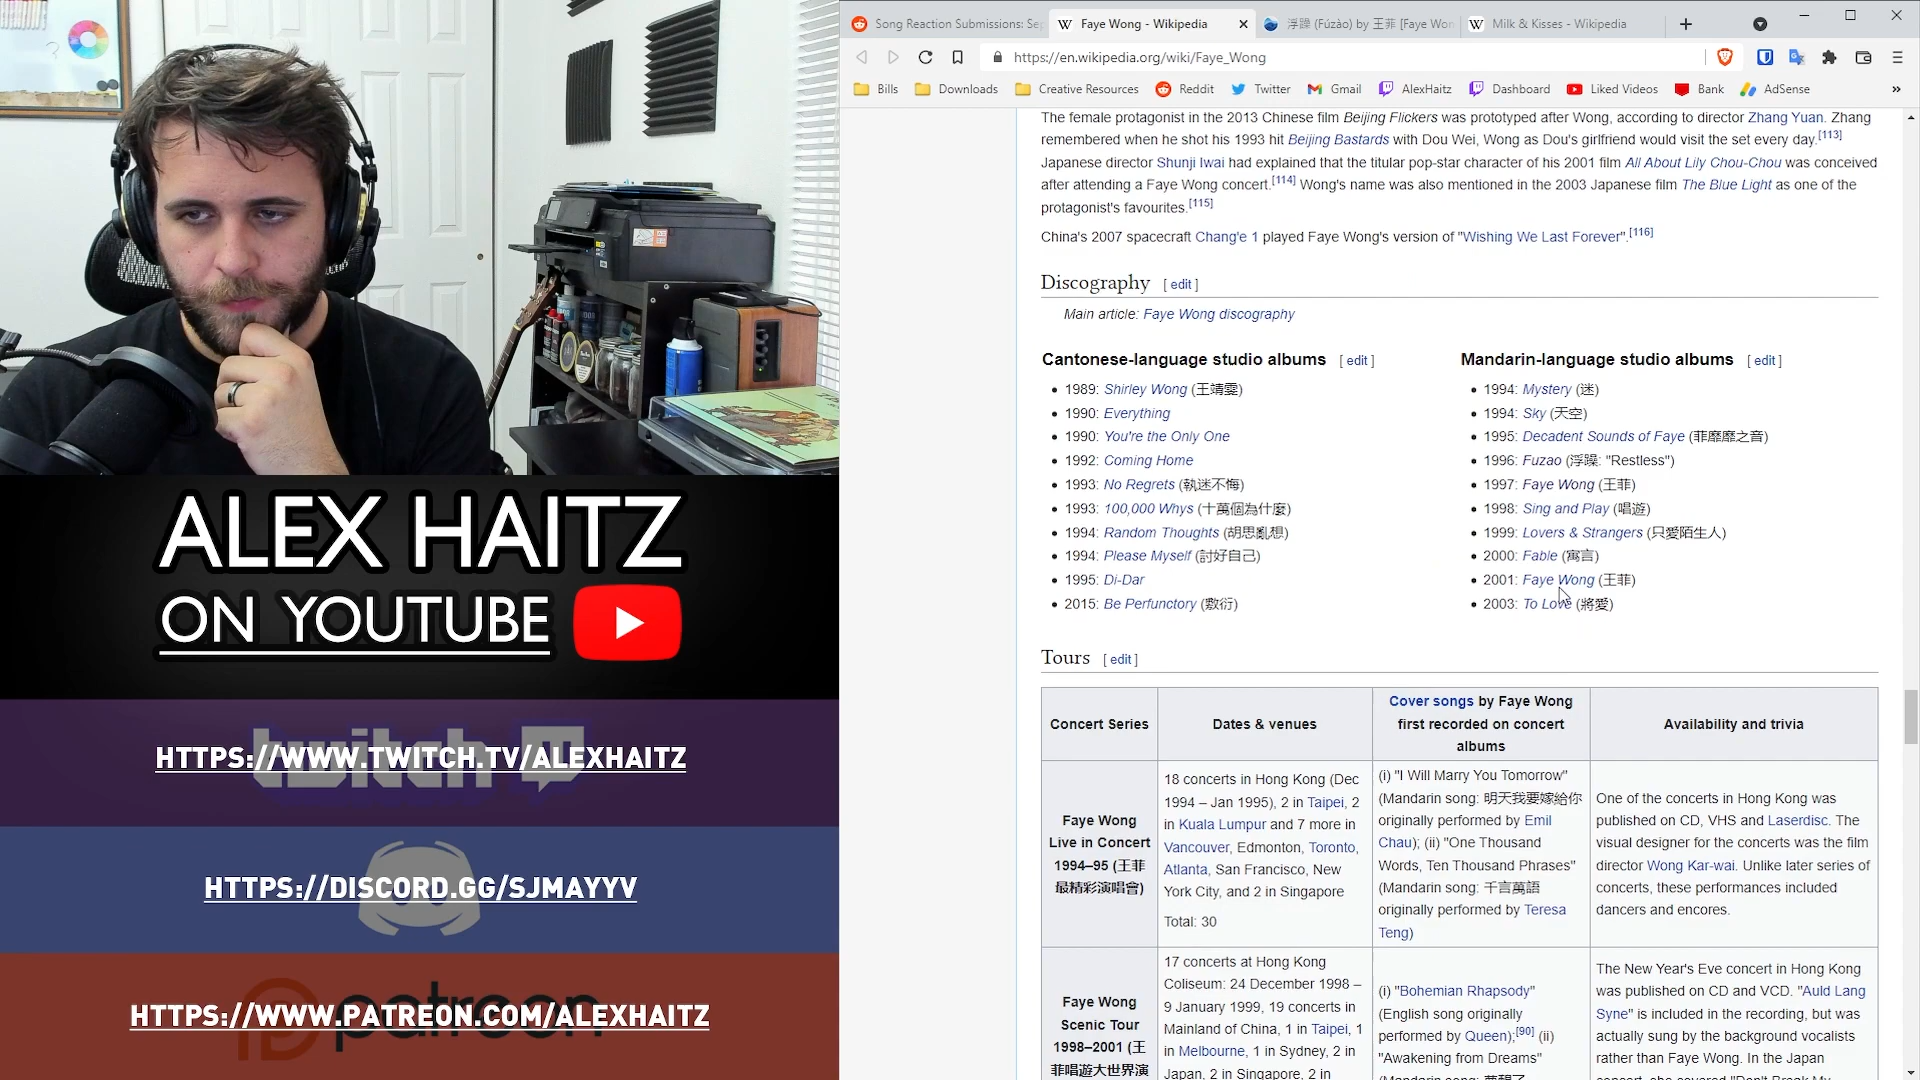 Song Reaction Submissions: Sep
Faye Wong - Wikipedia
浮躁 (Fúzào) by 王菲 [Faye Won
Milk & Kisses - Wikipedia
https://en.wikipedia.org/wiki/Faye_Wong
Bills
Downloads
Creative Resources
Reddit
Twitter
Gmail
AlexHaitz
Dashboard
Liked Videos
Bank
AdSense
The female protagonist in the 2013 Chinese film Beijing Flickers was prototyped after Wong, according to director Zhang Yuan. Zhang
remembered when he shot his 1993 hit Beijing Bastards with Dou Wei, Wong as Dou's girlfriend would visit the set every day.[113]
Japanese director Shunji Iwai had explained that the titular pop-star character of his 2001 film All About Lily Chou-Chou was conceived
after attending a Faye Wong concert.[114] Wong's name was also mentioned in the 2003 Japanese film The Blue Light as one of the
protagonist's favourites.[115]
China's 2007 spacecraft Chang'e 1 played Faye Wong's version of "Wishing We Last Forever".[116]
Discography [ edit ]
Main article: Faye Wong discography
Cantonese-language studio albums [ edit ]
1989: Shirley Wong (王靖雯)
1990: Everything
1990: You're the Only One
1992: Coming Home
1993: No Regrets (執迷不悔)
1993: 100,000 Whys (十萬個為什麼)
1994: Random Thoughts (胡思亂想)
1994: Please Myself (討好自己)
1995: Di-Dar
2015: Be Perfunctory (敷衍)
Mandarin-language studio albums [ edit ]
1994: Mystery (迷)
1994: Sky (天空)
1995: Decadent Sounds of Faye (菲靡靡之音)
1996: Fuzao (浮躁: "Restless")
1997: Faye Wong (王菲)
1998: Sing and Play (唱遊)
1999: Lovers & Strangers (只愛陌生人)
2000: Fable (寓言)
2001: Faye Wong (王菲)
2003: To Love (將愛)
Tours [ edit ]
Concert Series
Dates & venues
Cover songs by Faye Wong
first recorded on concert
albums
Availability and trivia
Faye Wong
Live in Concert
1994–95 (王菲
最精彩演唱會)
18 concerts in Hong Kong (Dec
1994 – Jan 1995), 2 in Taipei, 2
in Kuala Lumpur and 7 more in
Vancouver, Edmonton, Toronto,
Atlanta, San Francisco, New
York City, and 2 in Singapore
Total: 30
(i) "I Will Marry You Tomorrow"
(Mandarin song: 明天我要嫁給你
originally performed by Emil
Chau); (ii) "One Thousand
Words, Ten Thousand Phrases"
(Mandarin song: 千言萬語
originally performed by Teresa
Teng)
One of the concerts in Hong Kong was
published on CD, VHS and Laserdisc. The
visual designer for the concerts was the film
director Wong Kar-wai. Unlike later series of
concerts, these performances included
dancers and encores.
Faye Wong
Scenic Tour
1998–2001 (王
菲唱遊大世界演
17 concerts at Hong Kong
Coliseum: 24 December 1998 –
9 January 1999, 19 concerts in
Mainland of China, 1 in Taipei, 1
in Melbourne, 1 in Sydney, 2 in
Japan, 2 in Singapore, 2 in
(i) "Bohemian Rhapsody"
(English song originally
performed by Queen);[90] (ii)
"Awakening from Dreams"
(Mandarin song:
The New Year's Eve concert in Hong Kong
was published on CD and VCD. "Auld Lang
Syne" is included in the recording, but was
actually sung by the background vocalists
rather than Faye Wong. In the Japan
concert, she covered "Don't Break My
ALEX HAITZ
ON YOUTUBE
twitch
HTTPS://WWW.TWITCH.TV/ALEXHAITZ
HTTPS://DISCORD.GG/SJMAYYV
patreon
HTTPS://WWW.PATREON.COM/ALEXHAITZ